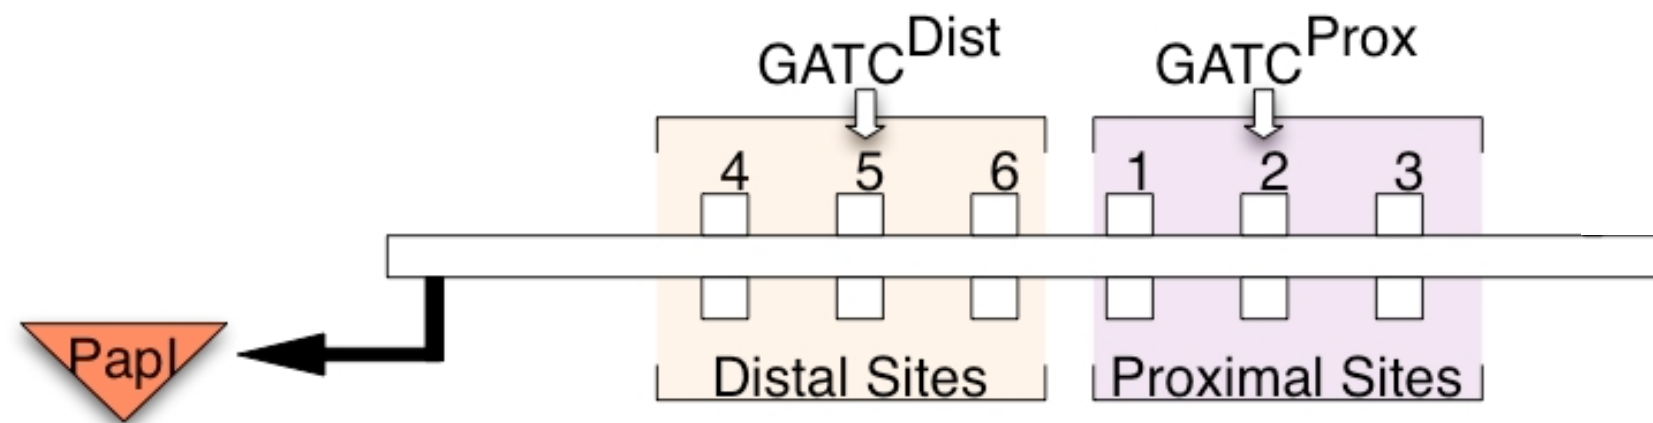 GATC^Dist GATC^Prox
4 5 6 1 2 3
PapI Distal Sites Proximal Sites